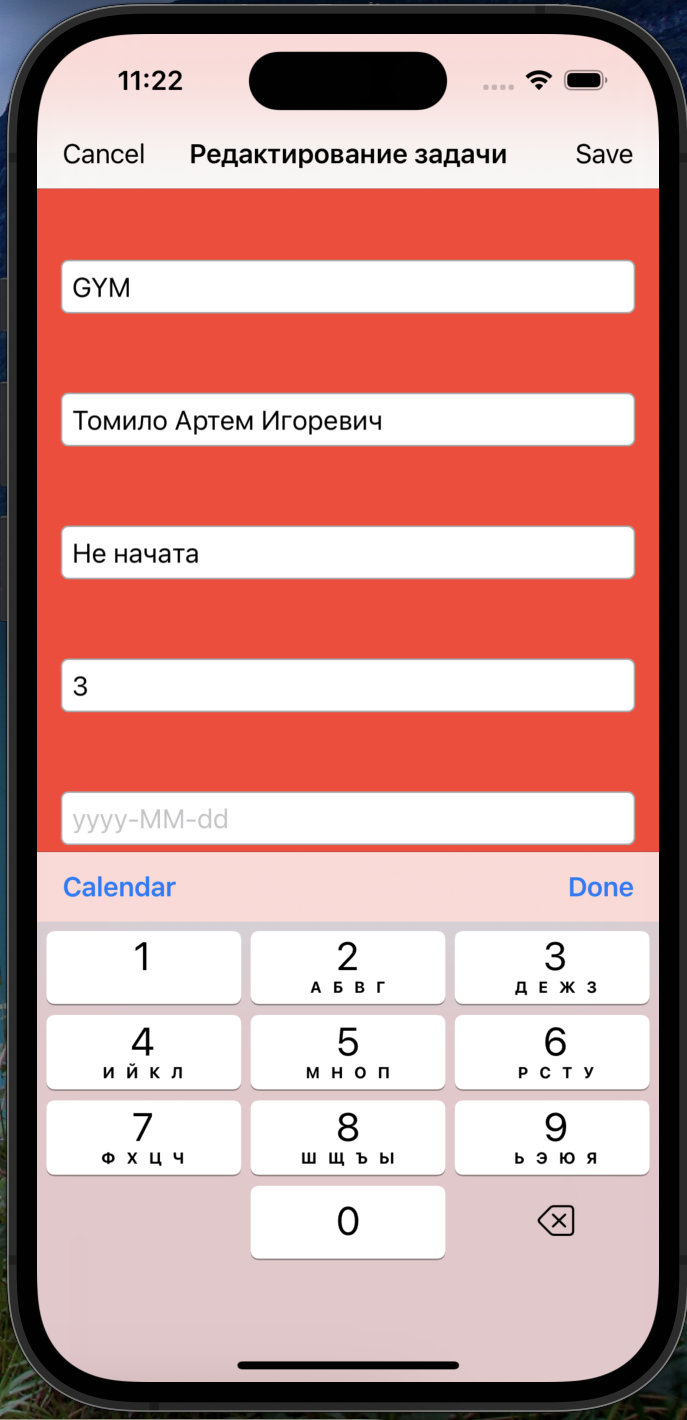 11:22
Cancel Редактирование задачи Save
GYM
Томило Артем Игоревич
Не начата
3
yyyy-MM-dd
Calendar Done
1 2 3
А Б В Г Д Е Ж З
4 5 6
И Й К Л М Н О П Р С Т У
7 8 9
Ф Х Ц Ч Ш Щ Ъ Ы Ь Э Ю Я
0